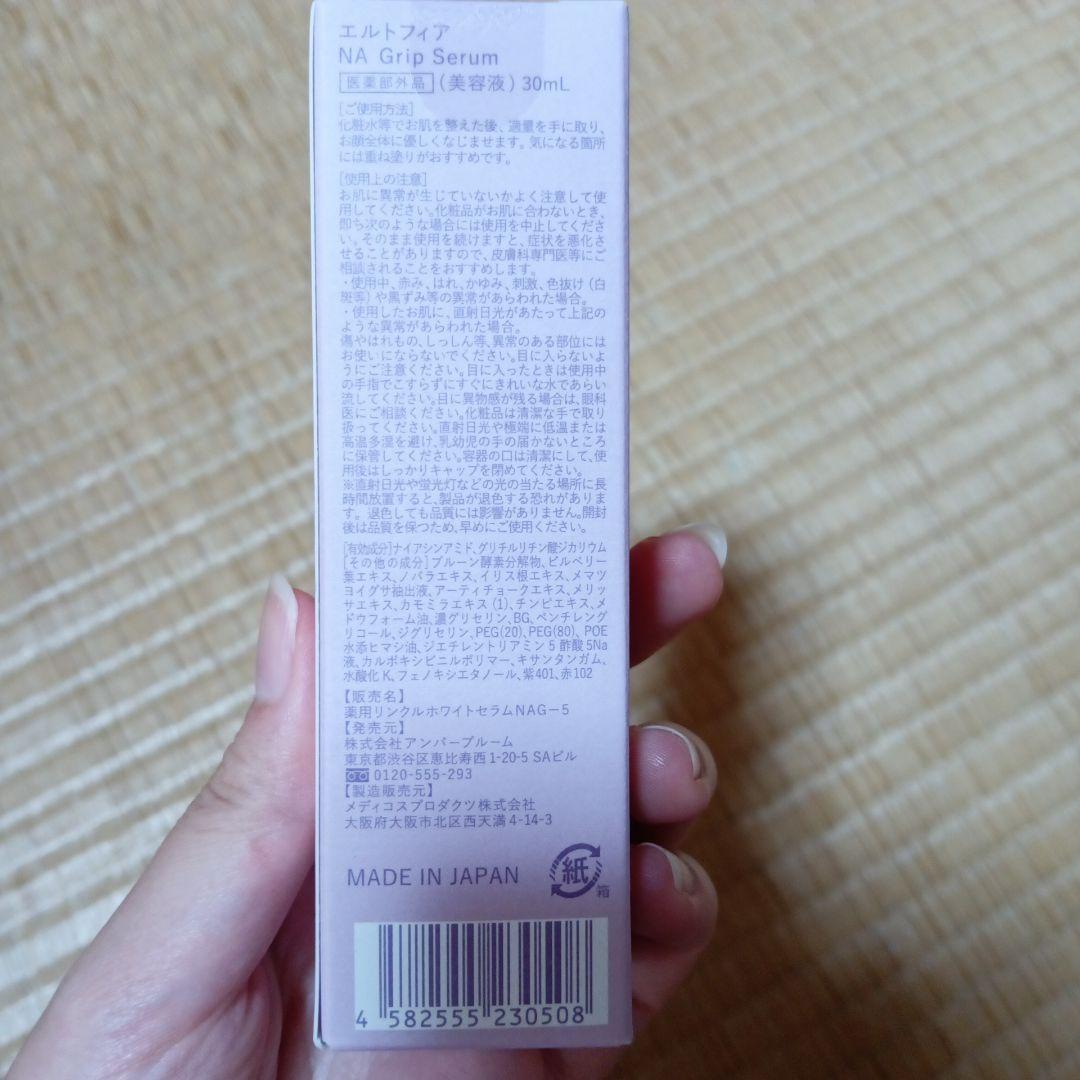 エルトフィア
NA Grip Serum
医薬部外品 (美容液) 30mL
[ご使用方法]
化粧水等でお肌を整えた後、適量を手に取り、
お顔全体に優しくなじませます。気になる箇所
には重ね塗りがおすすめです。
[使用上の注意]
お肌に異常が生じていないかよく注意して使
用してください。化粧品がお肌に合わないとき、
即ち次のような場合には使用を中止してくださ
い。そのまま使用を続けますと、症状を悪化さ
せることがありますので、皮膚科専門医等にご
相談されることをおすすめします。
・使用中、赤み、はれ、かゆみ、刺激、色抜け(白
斑等)や黒ずみ等の異常があらわれた場合。
・使用したお肌に、直射日光があたって上記の
ような異常があらわれた場合。
傷やはれもの、しっしん等、異常のある部位には
お使いにならないでください。目に入らないよう
にご注意ください。目に入ったときは使用中
の手指でこすらずにすぐにきれいな水であらい
流してください。目に異物感が残る場合は、眼科
医にご相談ください。化粧品は清潔な手で取り
扱ってください。直射日光や極端に低温または
高温多湿を避け、乳幼児の手の届かないところ
に保管してください。容器の口は清潔にして、使
用後はしっかりキャップを閉めてください。
※直射日光や蛍光灯などの光の当たる場所に長
時間放置すると、製品が退色する恐れがありま
す。退色しても品質には影響がありません。開封
後は品質を保つため、早めにご使用ください。
[有効成分]ナイアシンアミド、グリチルリチン酸ジカリウム
[その他の成分]プルーン酵素分解物、ビルベリー
葉エキス、ノバラエキス、イリス根エキス、メマツ
ヨイグサ抽出液、アーティチョークエキス、メリッ
サエキス、カモミラエキス(1)、チンピエキス、メ
ドウフォーム油、濃グリセリン、BG、ペンチレング
リコール、ジグリセリン、PEG(20)、PEG(80)、POE
水添ヒマシ油、ジエチレントリアミン5酢酸5Na
液、カルボキシビニルポリマー、キサンタンガム、
水酸化K、フェノキシエタノール、紫401、赤102
【販売名】
薬用リンクルホワイトセラムNAG-5
【発売元】
株式会社アンバーブルーム
東京都渋谷区恵比寿西1-20-5 SAビル
0120-555-293
【製造販売元】
メディコスプロダクツ株式会社
大阪府大阪市北区西天満4-14-3
MADE IN JAPAN
紙
箱
4 582555 230508